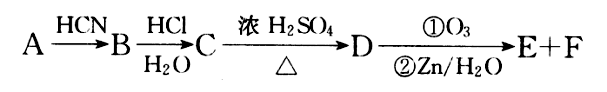 A →HCN B →HCl/H₂O C →浓 H₂SO₄/△ D →①O₃/②Zn/H₂O E+F